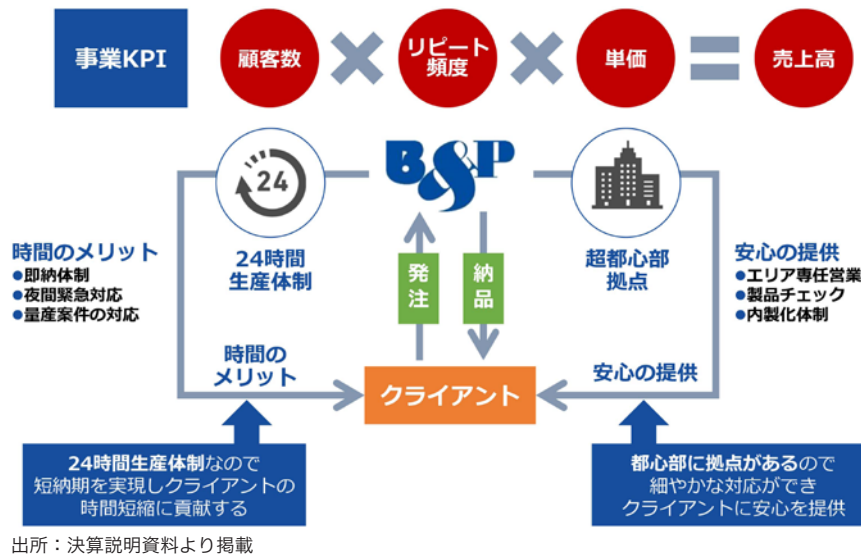 事業KPI
顧客数
リピート
頻度
単価
売上高
24
B&P
時間のメリット
●即納体制
●夜間緊急対応
●量産案件の対応
24時間
生産体制
発注
納品
超都心部
拠点
安心の提供
●エリア専任営業
●製品チェック
●内製化体制
時間の
メリット
クライアント
安心の提供
24時間生産体制なので
短納期を実現しクライアントの
時間短縮に貢献する
都心部に拠点があるので
細やかな対応ができ
クライアントに安心を提供
出所：決算説明資料より掲載